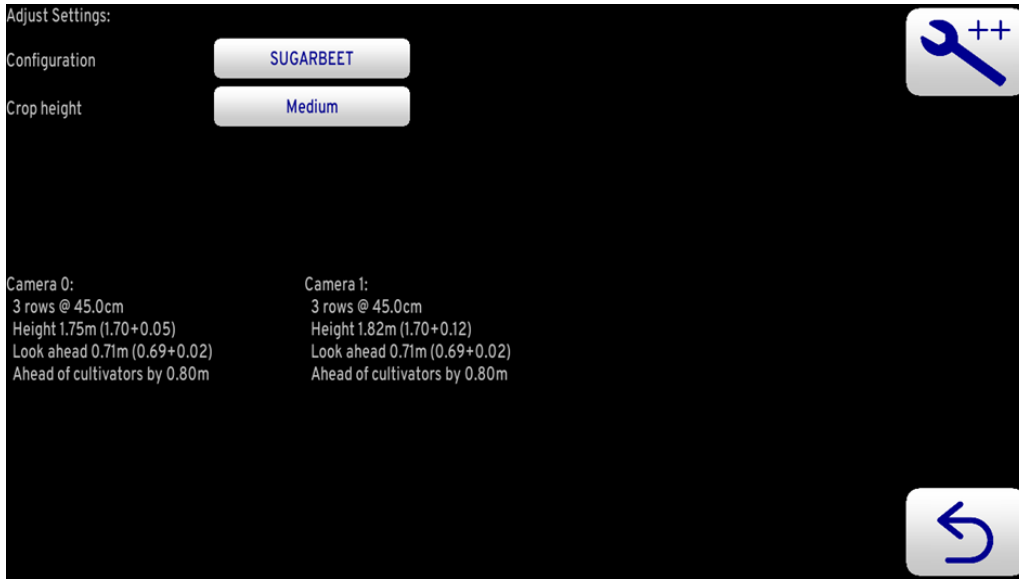 Adjust Settings:
++
Configuration SUGARBEET
Crop height Medium
Camera 0:
3 rows @ 45.0cm
Height 1.75m (1.70+0.05)
Look ahead 0.71m (0.69+0.02)
Ahead of cultivators by 0.80m
Camera 1:
3 rows @ 45.0cm
Height 1.82m (1.70+0.12)
Look ahead 0.71m (0.69+0.02)
Ahead of cultivators by 0.80m